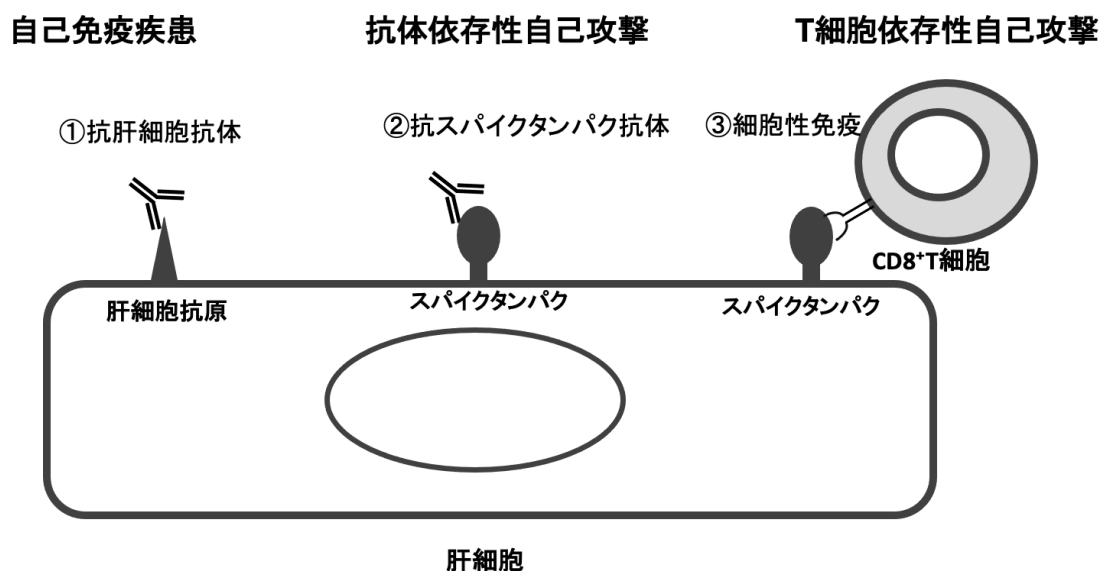 自己免疫疾患
抗体依存性自己攻撃
T細胞依存性自己攻撃
①抗肝細胞抗体
②抗スパイクタンパク抗体
③細胞性免疫
CD8⁺T細胞
肝細胞抗原
スパイクタンパク
スパイクタンパク
肝細胞